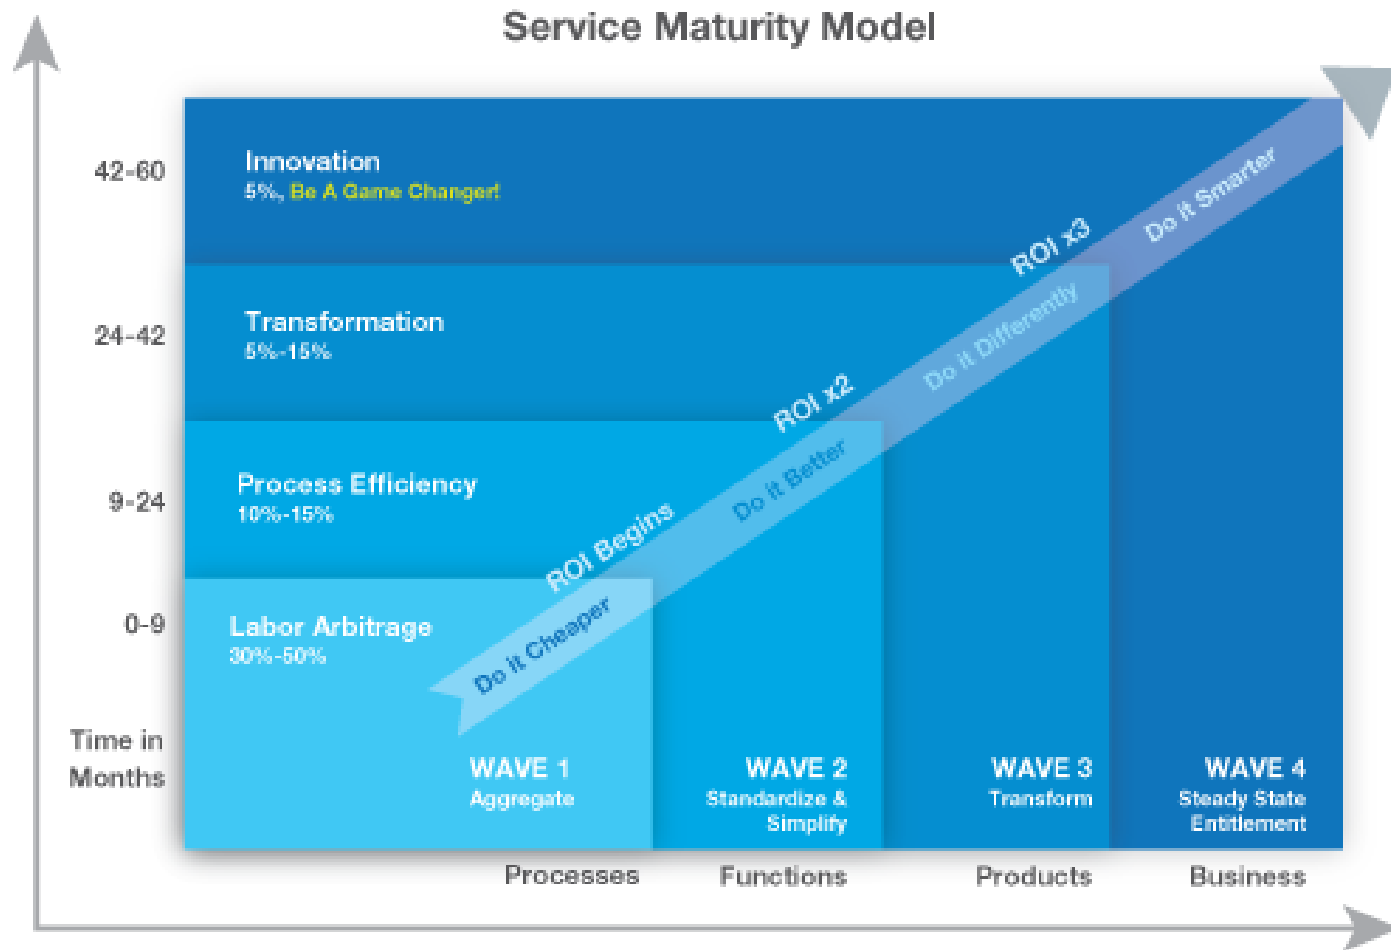 Service Maturity Model
42-60
Innovation
5%, Be A Game Changer!
Do it Smarter
ROI x3
24-42
Transformation
5%-15%
Do it Differently
ROI x2
9-24
Process Efficiency
10%-15%
Do it Better
ROI Begins
0-9
Labor Arbitrage
30%-50%
Do it Cheaper
Time in
Months
WAVE 1
Aggregate
WAVE 2
Standardize &
Simplify
WAVE 3
Transform
WAVE 4
Steady State
Entitlement
Processes
Functions
Products
Business